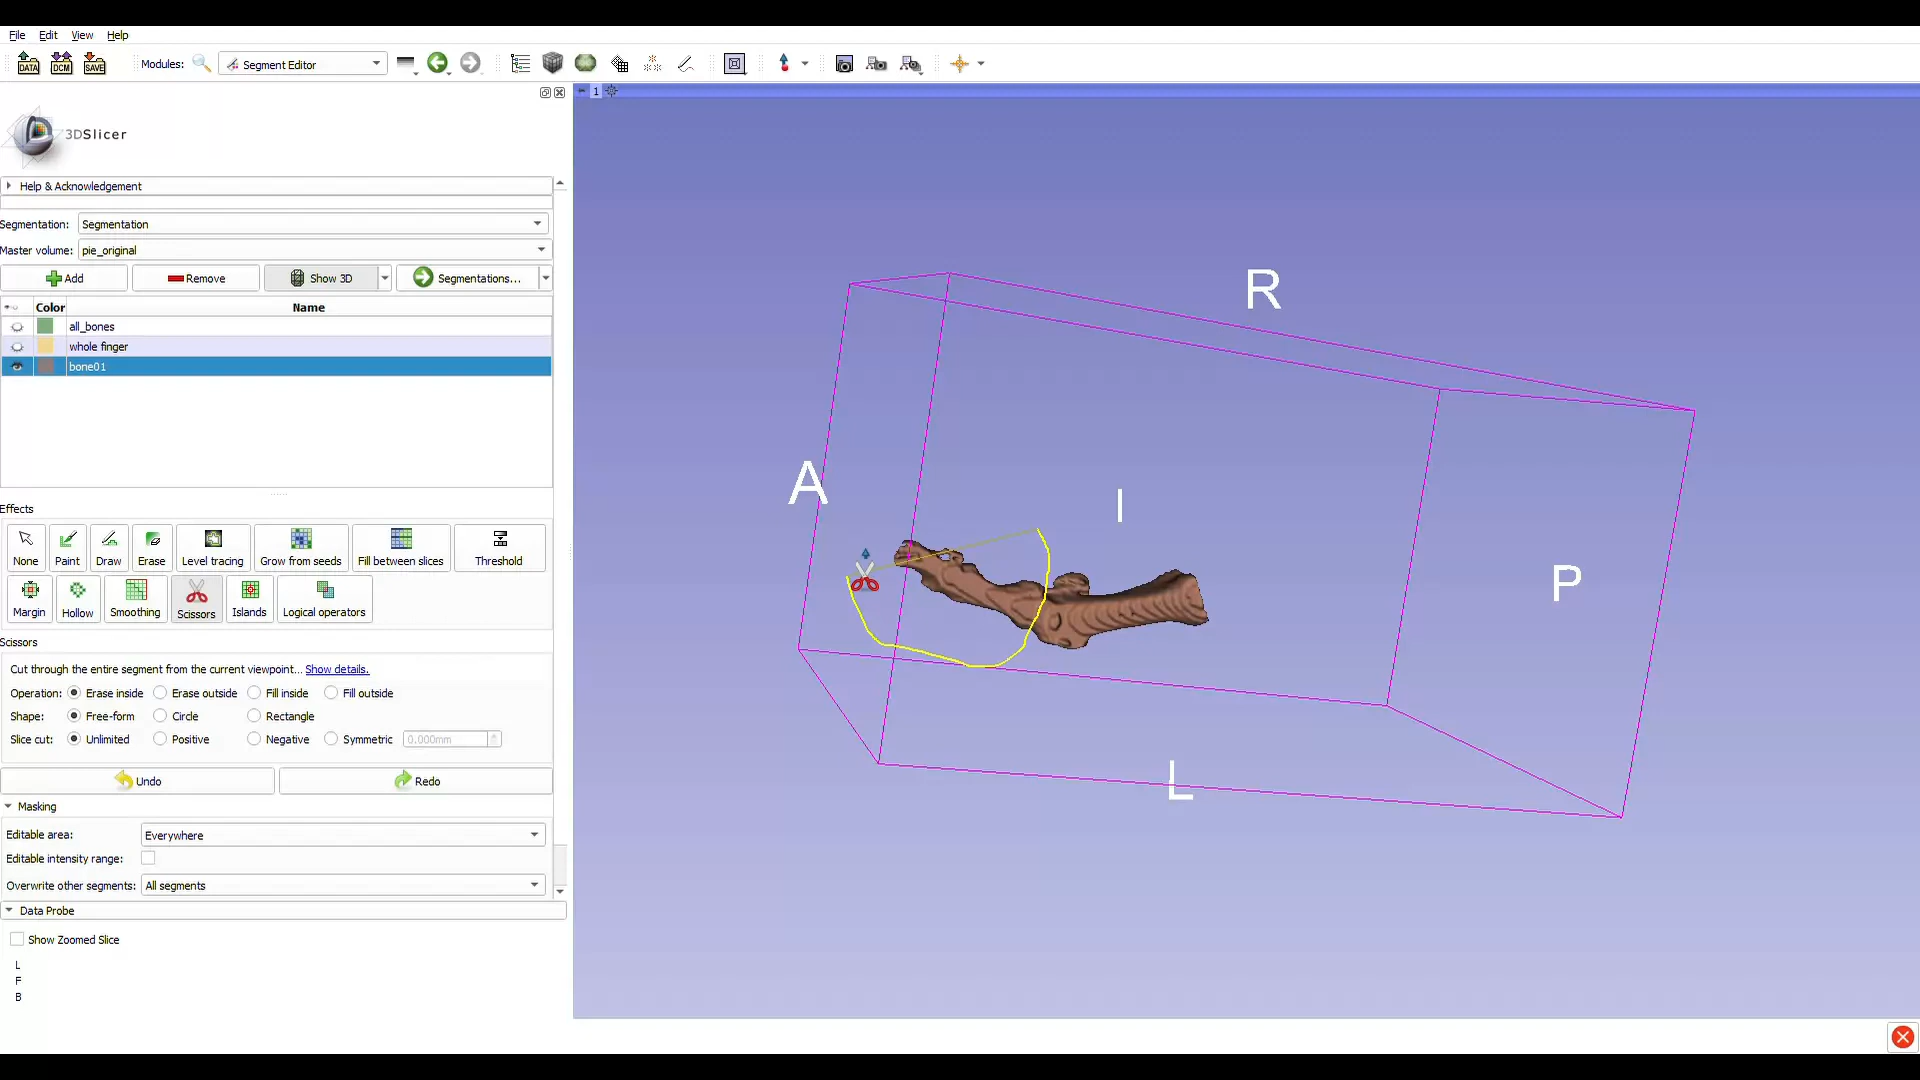 File Edit View Help
DATA DCM SAVE Modules: Segment Editor
1
3DSlicer
Help & Acknowledgement
Segmentation: Segmentation
Master volume: pie_original
Add Remove Show 3D Segmentations...
Color Name
all_bones
whole finger
bone01
Effects
None Paint Draw Erase Level tracing Grow from seeds Fill between slices Threshold
Margin Hollow Smoothing Scissors Islands Logical operators
Scissors
Cut through the entire segment from the current viewpoint... Show details.
Operation: Erase inside Erase outside Fill inside Fill outside
Shape: Free-form Circle Rectangle
Slice cut: Unlimited Positive Negative Symmetric 0.000mm
Undo Redo
Masking
Editable area: Everywhere
Editable intensity range:
Overwrite other segments: All segments
Data Probe
Show Zoomed Slice
L
F
B
R
A
I
P
L